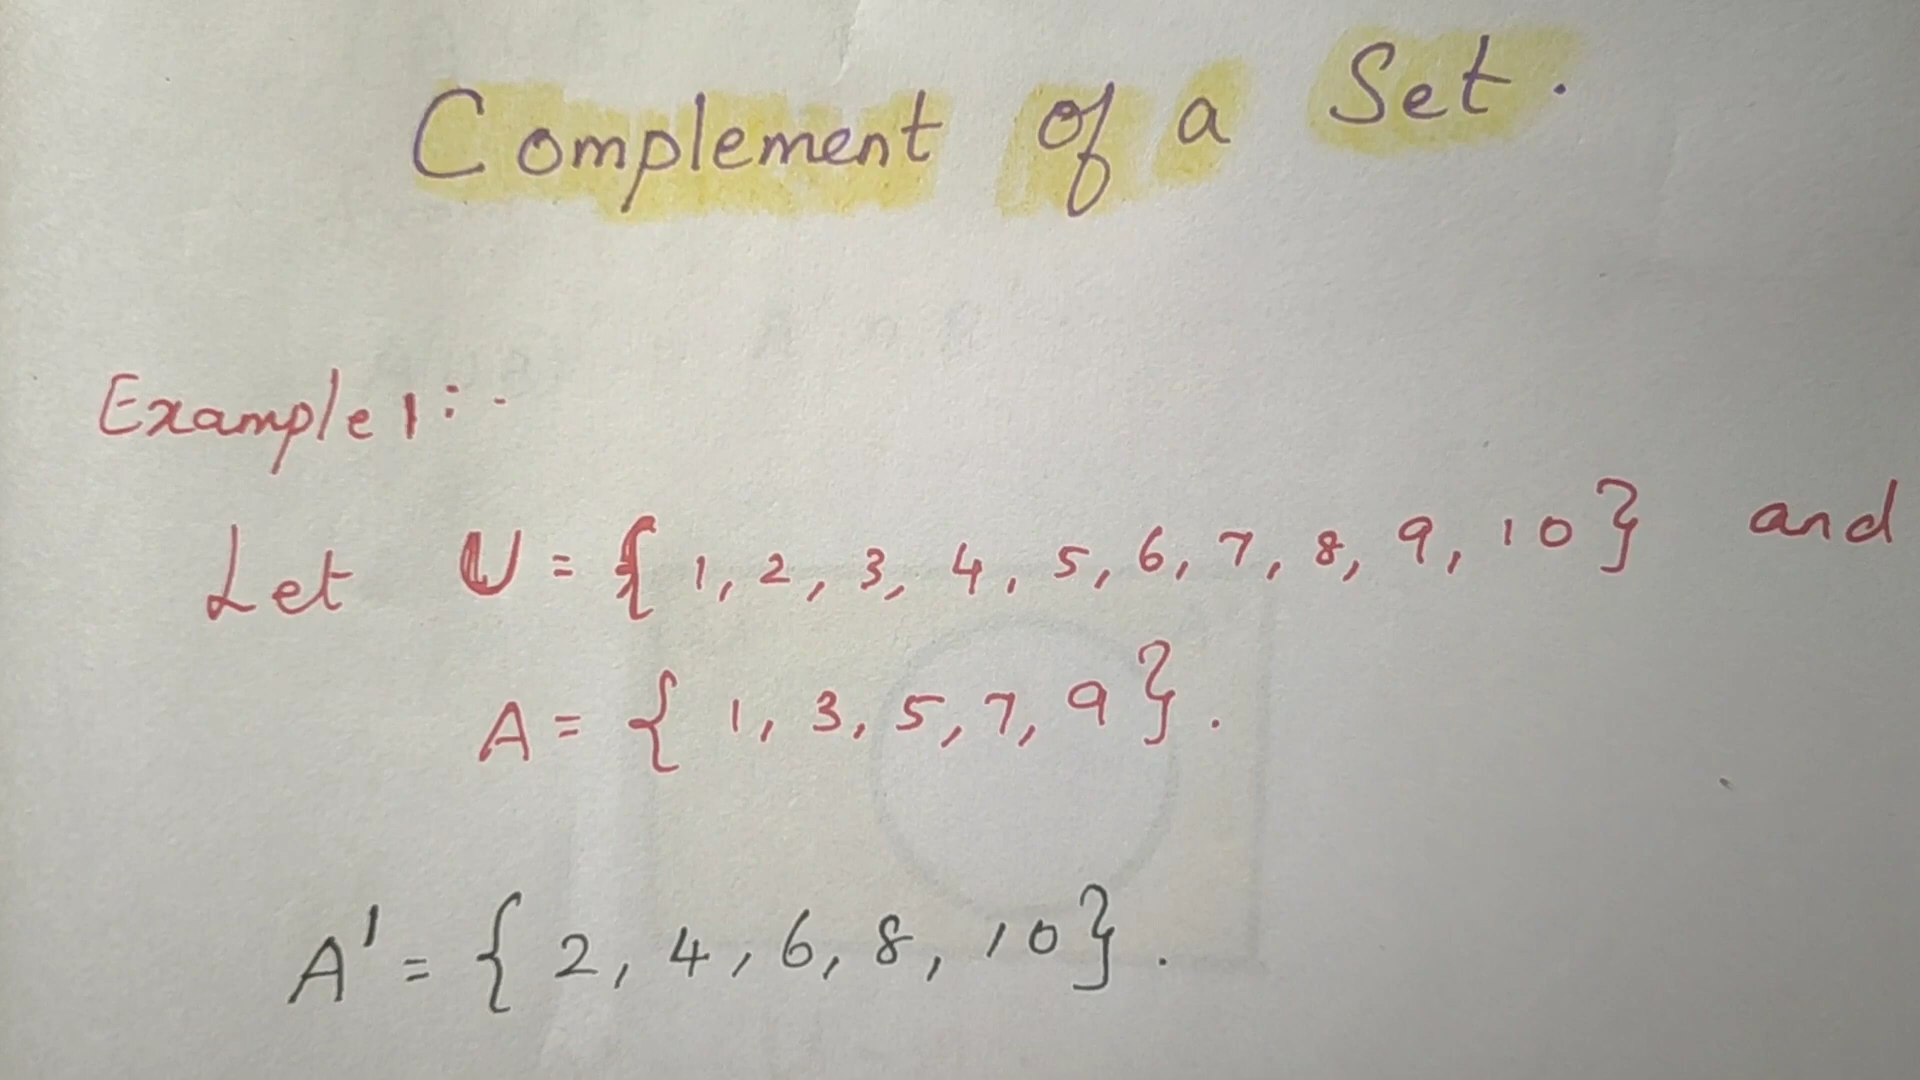 Complement of a Set.
Example 1:-
Let U = { 1, 2, 3, 4, 5, 6, 7, 8, 9, 10 } and
A = { 1, 3, 5, 7, 9 }.
A' = { 2, 4, 6, 8, 10 }.